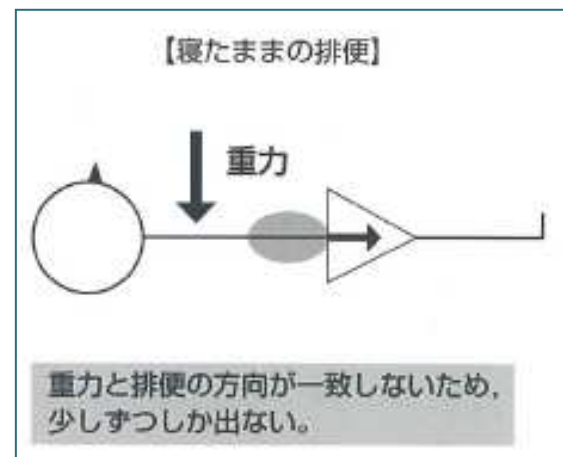 【寝たままの排便】
重力
重力と排便の方向が一致しないため，
少しずつしか出ない。